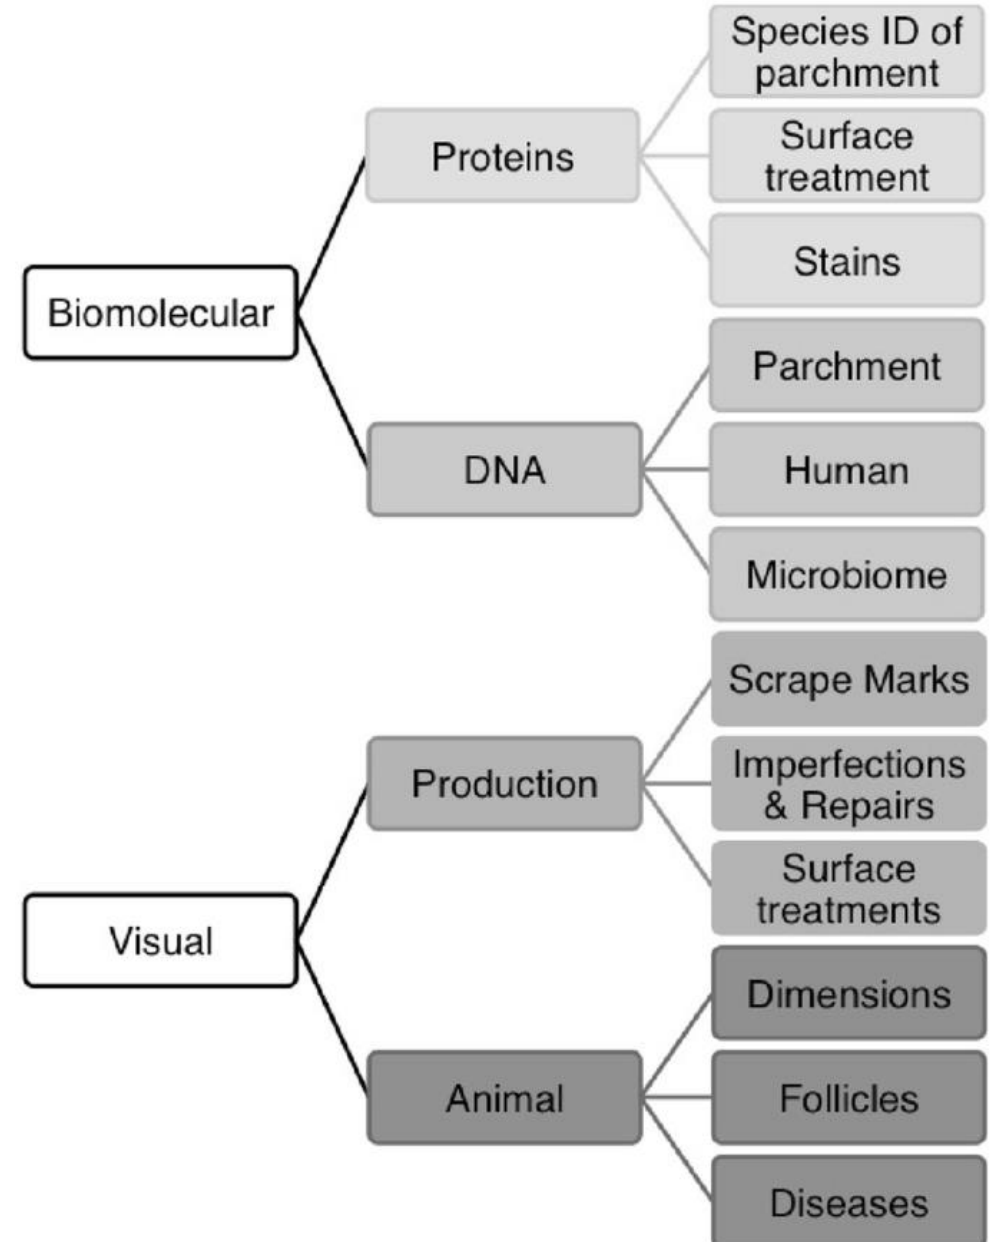 Species ID of
parchment
Proteins
Surface
treatment
Stains
Biomolecular
Parchment
DNA
Human
Microbiome
Scrape Marks
Production
Imperfections
& Repairs
Surface
treatments
Visual
Dimensions
Animal
Follicles
Diseases